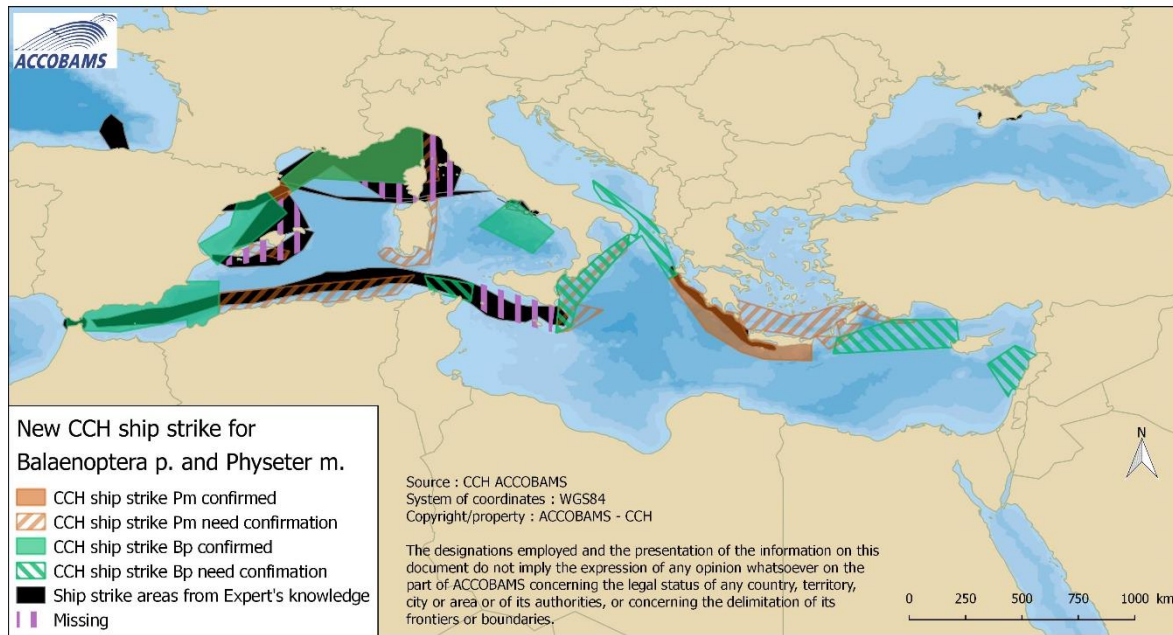 ACCOBAMS
New CCH ship strike for
Balaenoptera p. and Physeter m.
CCH ship strike Pm confirmed
CCH ship strike Pm need confirmation
CCH ship strike Bp confirmed
CCH ship strike Bp need confimation
Ship strike areas from Expert's knowledge
Missing
Source : CCH ACCOBAMS
System of coordinates : WGS84
Copyright/property : ACCOBAMS - CCH
The designations employed and the presentation of the information on this
document do not imply the expression of any opinion whatsoever on the
part of ACCOBAMS concerning the legal status of any country, territory,
city or area or of its authorities, or concerning the delimitation of its
frontiers or boundaries.
N
0 250 500 750 1000 km